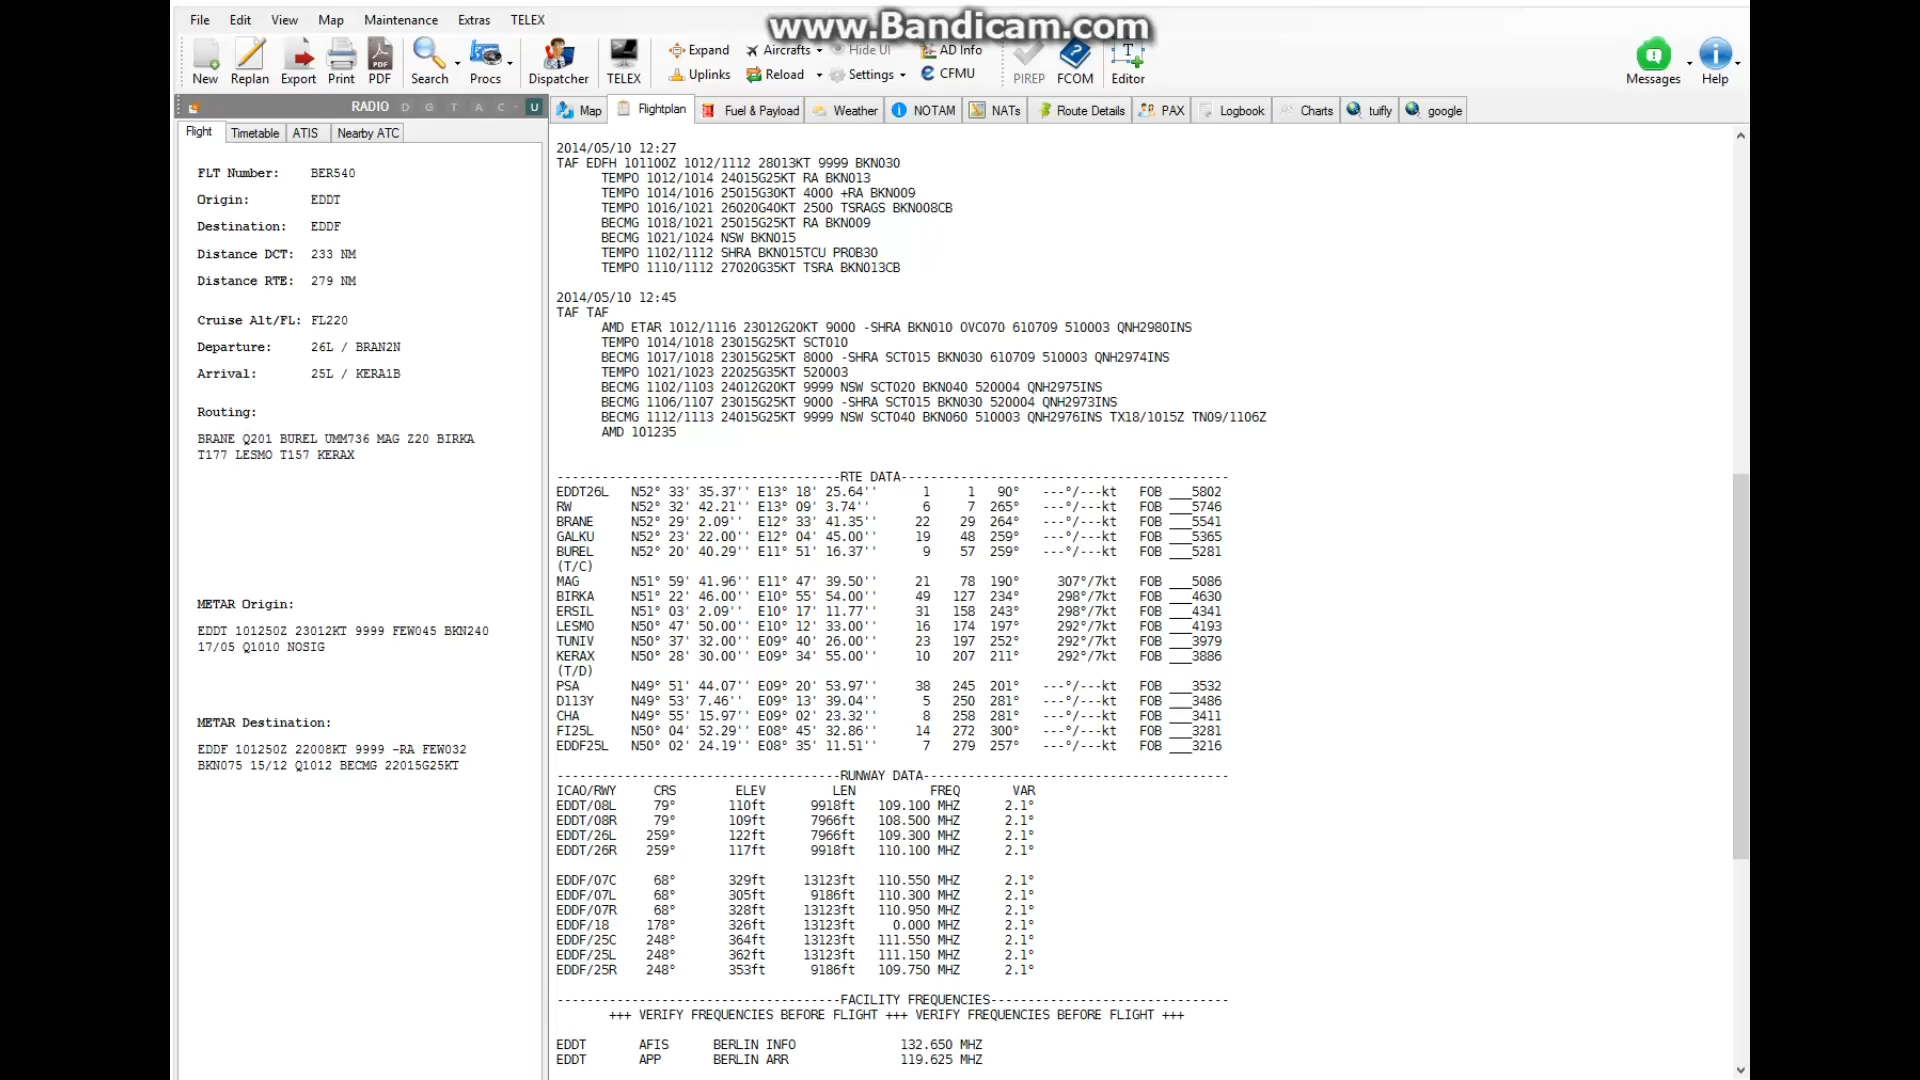 www.Bandicam.com
File Edit View Map Maintenance Extras TELEX
New Replan Export Print PDF Search Procs Dispatcher TELEX
Expand Aircrafts Hide UI AD Info
Uplinks Reload Settings CFMU
PIREP FCOM Editor Messages Help
RADIO D G T A C - U
Flight Timetable ATIS Nearby ATC
Map Flightplan Fuel & Payload Weather NOTAM NATs Route Details PAX Logbook Charts tuifly google
FLT Number: BER540
Origin: EDDT
Destination: EDDF
Distance DCT: 233 NM
Distance RTE: 279 NM
Cruise Alt/FL: FL220
Departure: 26L / BRAN2N
Arrival: 25L / KERA1B
Routing:
BRANE Q201 BUREL UMM736 MAG Z20 BIRKA
T177 LESMO T157 KERAX
METAR Origin:
EDDT 101250Z 23012KT 9999 FEW045 BKN240
17/05 Q1010 NOSIG
METAR Destination:
EDDF 101250Z 22008KT 9999 -RA FEW032
BKN075 15/12 Q1012 BECMG 22015G25KT
2014/05/10 12:27
TAF EDFH 101100Z 1012/1112 28013KT 9999 BKN030
TEMPO 1012/1014 24015G25KT RA BKN013
TEMPO 1014/1016 25015G30KT 4000 +RA BKN009
TEMPO 1016/1021 26020G40KT 2500 TSRAGS BKN008CB
BECMG 1018/1021 25015G25KT RA BKN009
BECMG 1021/1024 NSW BKN015
TEMPO 1102/1112 SHRA BKN015TCU PROB30
TEMPO 1110/1112 27020G35KT TSRA BKN013CB
2014/05/10 12:45
TAF TAF
AMD ETAR 1012/1116 23012G20KT 9000 -SHRA BKN010 OVC070 610709 510003 QNH2980INS
TEMPO 1014/1018 23015G25KT SCT010
BECMG 1017/1018 23015G25KT 8000 -SHRA SCT015 BKN030 610709 510003 QNH2974INS
TEMPO 1021/1023 22025G35KT 520003
BECMG 1102/1103 24012G20KT 9999 NSW SCT020 BKN040 520004 QNH2975INS
BECMG 1106/1107 23015G25KT 9000 -SHRA SCT015 BKN030 520004 QNH2973INS
BECMG 1112/1113 24015G25KT 9999 NSW SCT040 BKN060 510003 QNH2976INS TX18/1015Z TN09/1106Z
AMD 101235
--------------------------------------RTE DATA--------------------------------------------
EDDT26L N52° 33' 35.37'' E13° 18' 25.64'' 1 1 90° ---°/---kt FOB ___5802
RW N52° 32' 42.21'' E13° 09' 3.74'' 6 7 265° ---°/---kt FOB ___5746
BRANE N52° 29' 2.09'' E12° 33' 41.35'' 22 29 264° ---°/---kt FOB ___5541
GALKU N52° 23' 22.00'' E12° 04' 45.00'' 19 48 259° ---°/---kt FOB ___5365
BUREL N52° 20' 40.29'' E11° 51' 16.37'' 9 57 259° ---°/---kt FOB ___5281
(T/C)
MAG N51° 59' 41.96'' E11° 47' 39.50'' 21 78 190° 307°/7kt FOB ___5086
BIRKA N51° 22' 46.00'' E10° 55' 54.00'' 49 127 234° 298°/7kt FOB ___4630
ERSIL N51° 03' 2.09'' E10° 17' 11.77'' 31 158 243° 298°/7kt FOB ___4341
LESMO N50° 47' 50.00'' E10° 12' 33.00'' 16 174 197° 292°/7kt FOB ___4193
TUNIV N50° 37' 32.00'' E09° 40' 26.00'' 23 197 252° 292°/7kt FOB ___3979
KERAX N50° 28' 30.00'' E09° 34' 55.00'' 10 207 211° 292°/7kt FOB ___3886
(T/D)
PSA N49° 51' 44.07'' E09° 20' 53.97'' 38 245 201° ---°/---kt FOB ___3532
D113Y N49° 53' 7.46'' E09° 13' 39.04'' 5 250 281° ---°/---kt FOB ___3486
CHA N49° 55' 15.97'' E09° 02' 23.32'' 8 258 281° ---°/---kt FOB ___3411
FI25L N50° 04' 52.29'' E08° 45' 32.86'' 14 272 300° ---°/---kt FOB ___3281
EDDF25L N50° 02' 24.19'' E08° 35' 11.51'' 7 279 257° ---°/---kt FOB ___3216
--------------------------------------RUNWAY DATA-----------------------------------------
ICAO/RWY CRS ELEV LEN FREQ VAR
EDDT/08L 79° 110ft 9918ft 109.100 MHZ 2.1°
EDDT/08R 79° 109ft 7966ft 108.500 MHZ 2.1°
EDDT/26L 259° 122ft 7966ft 109.300 MHZ 2.1°
EDDT/26R 259° 117ft 9918ft 110.100 MHZ 2.1°
EDDF/07C 68° 329ft 13123ft 110.550 MHZ 2.1°
EDDF/07L 68° 305ft 9186ft 110.300 MHZ 2.1°
EDDF/07R 68° 328ft 13123ft 110.950 MHZ 2.1°
EDDF/18 178° 326ft 13123ft 0.000 MHZ 2.1°
EDDF/25C 248° 364ft 13123ft 111.550 MHZ 2.1°
EDDF/25L 248° 362ft 13123ft 111.150 MHZ 2.1°
EDDF/25R 248° 353ft 9186ft 109.750 MHZ 2.1°
--------------------------------------FACILITY FREQUENCIES--------------------------------
+++ VERIFY FREQUENCIES BEFORE FLIGHT +++ VERIFY FREQUENCIES BEFORE FLIGHT +++
EDDT AFIS BERLIN INFO 132.650 MHZ
EDDT APP BERLIN ARR 119.625 MHZ